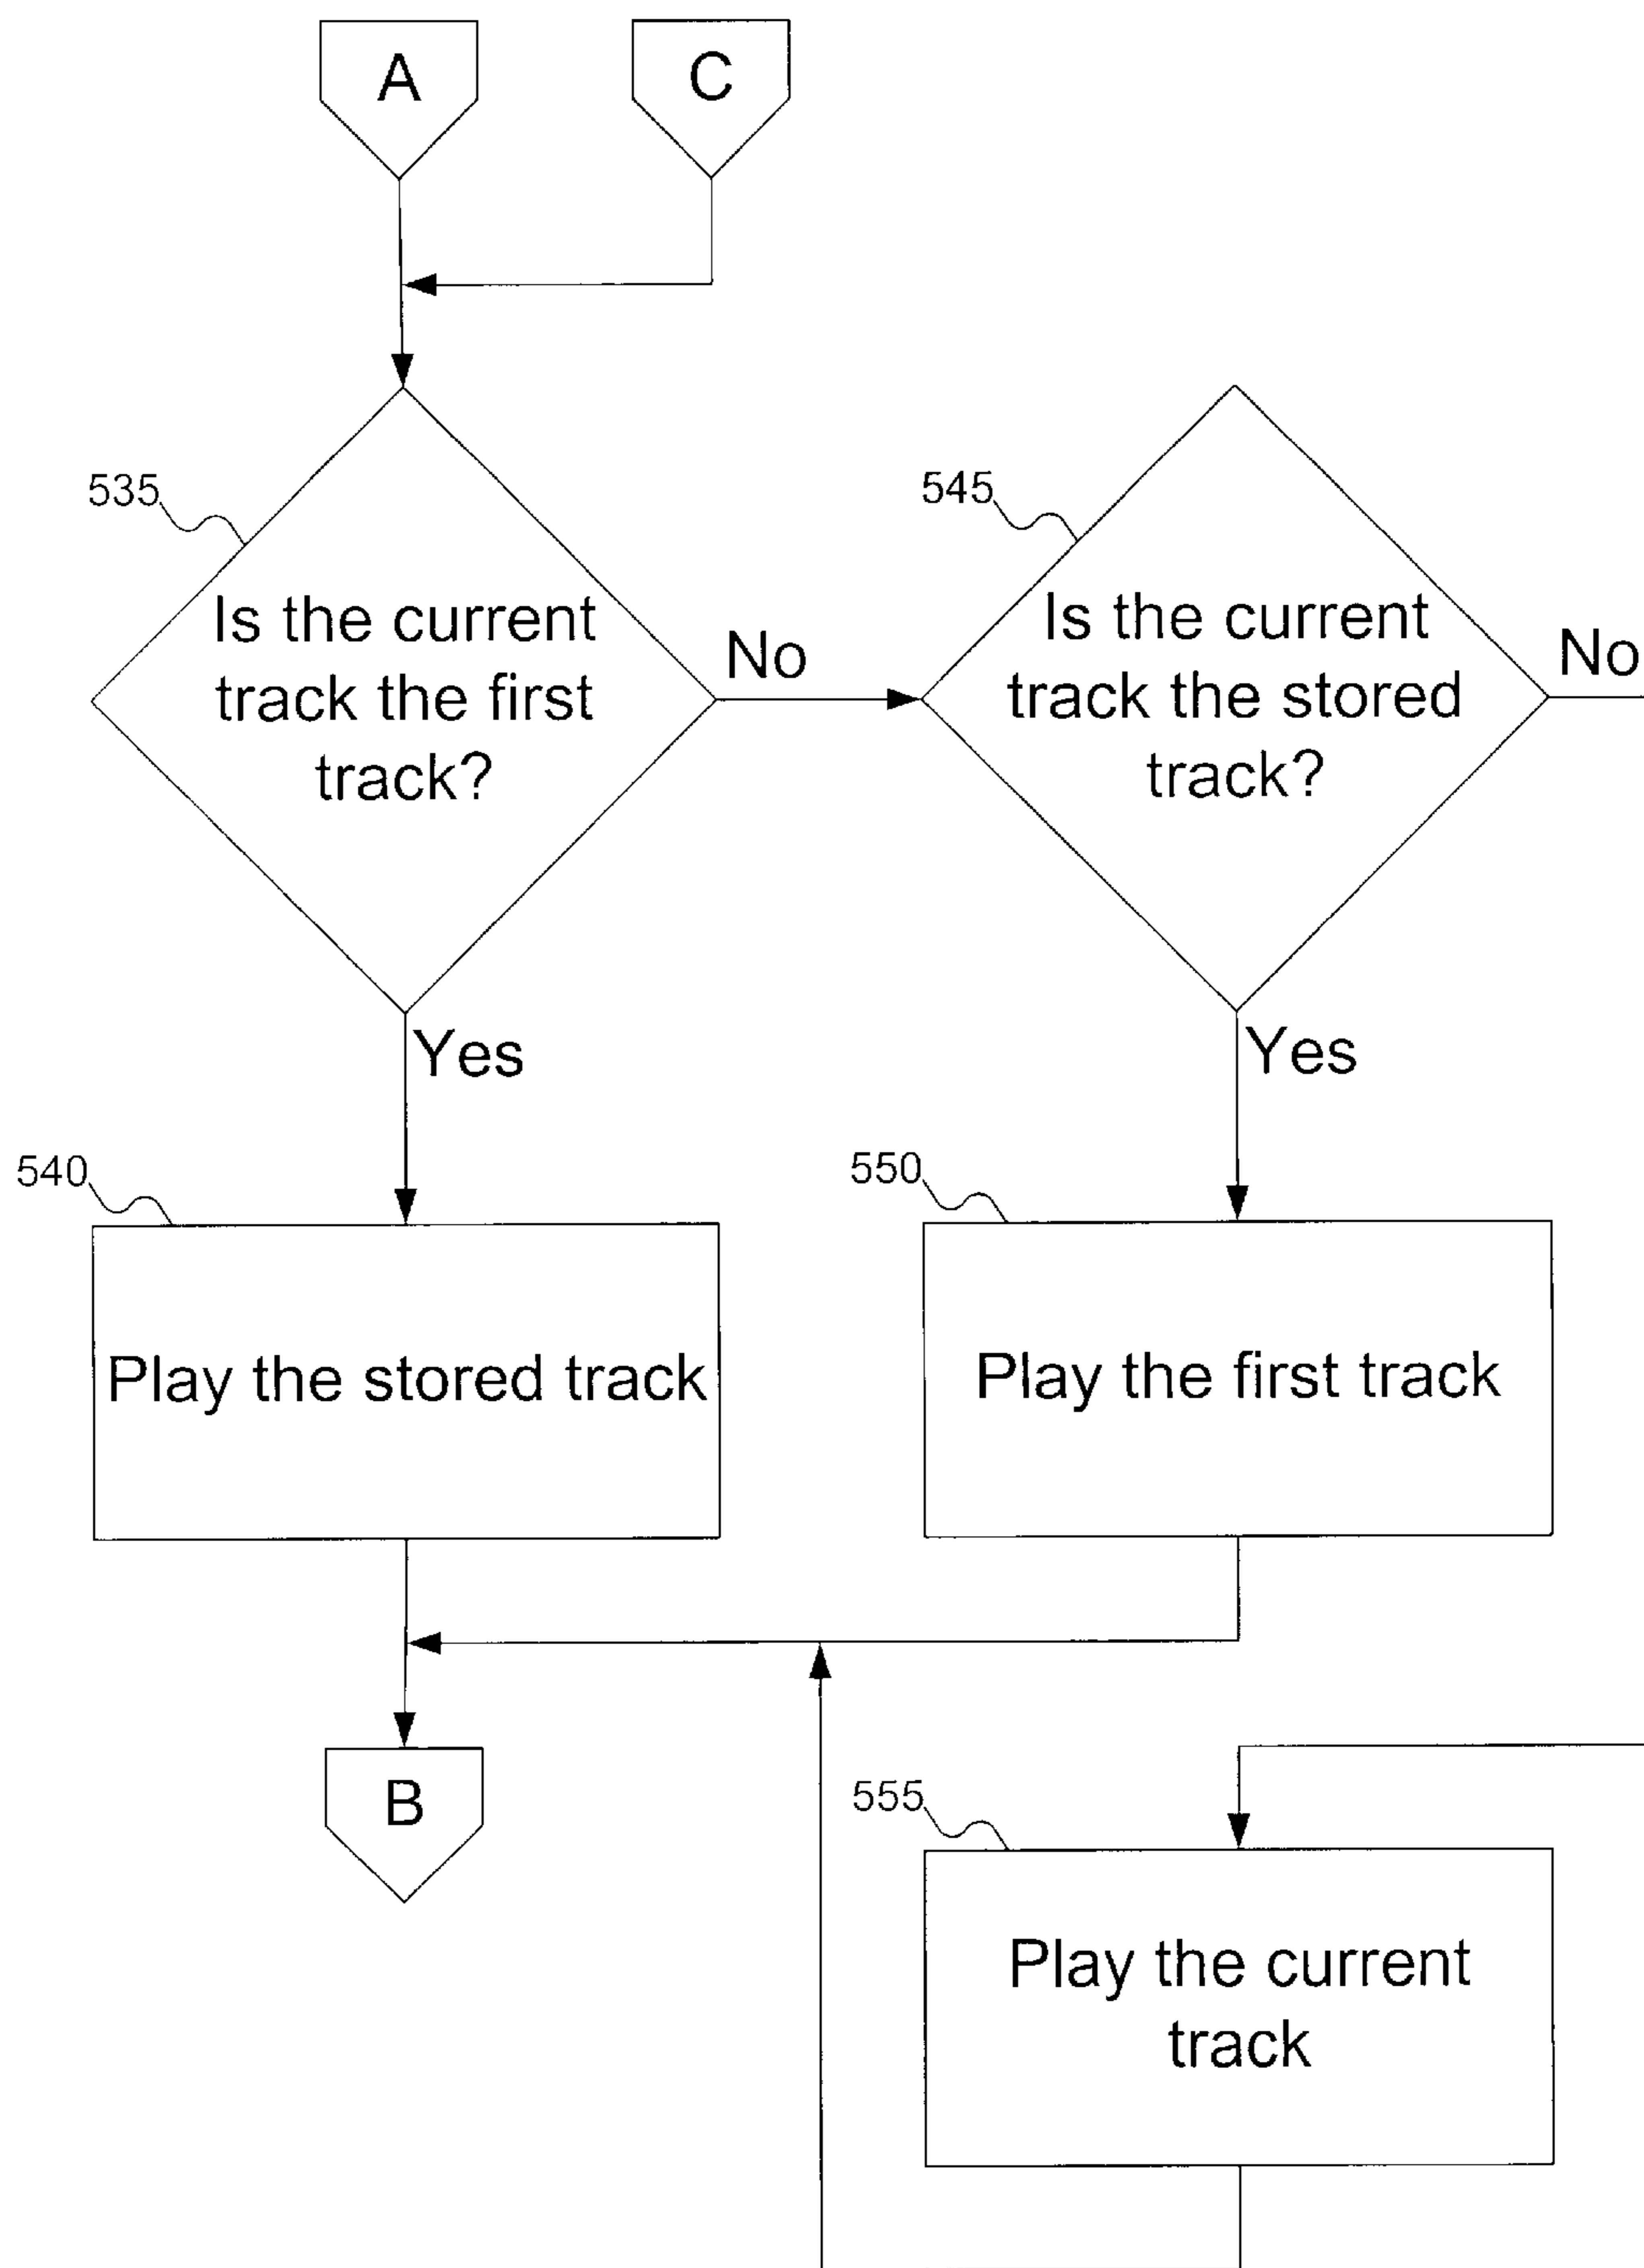 A
C
535
Is the current
track the first
track?
No
545
Is the current
track the stored
track?
No
Yes
Yes
540
Play the stored track
550
Play the first track
B
555
Play the current
track